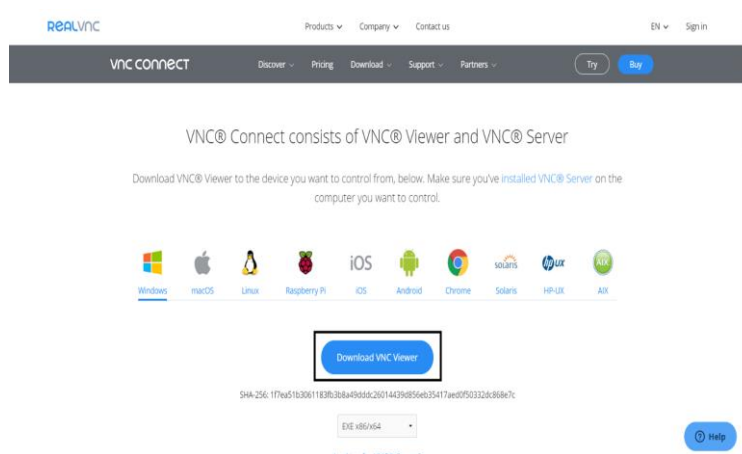 REALVNC Products Company Contact us EN Sign in
vnc connect Discover Pricing Download Support Partners Try Buy
VNC® Connect consists of VNC® Viewer and VNC® Server
Download VNC® Viewer to the device you want to control from, below. Make sure you've installed VNC® Server on the
computer you want to control.
iOS solaris hp UX AIX
Windows macOS Linux Raspberry Pi iOS Android Chrome Solaris HP-UX AIX
Download VNC Viewer
SHA-256: 1f7ea51b3061183fb3b8a49dddc26014439d856eb35417aed0f50332dc868e7c
EXE x86/x64
Help